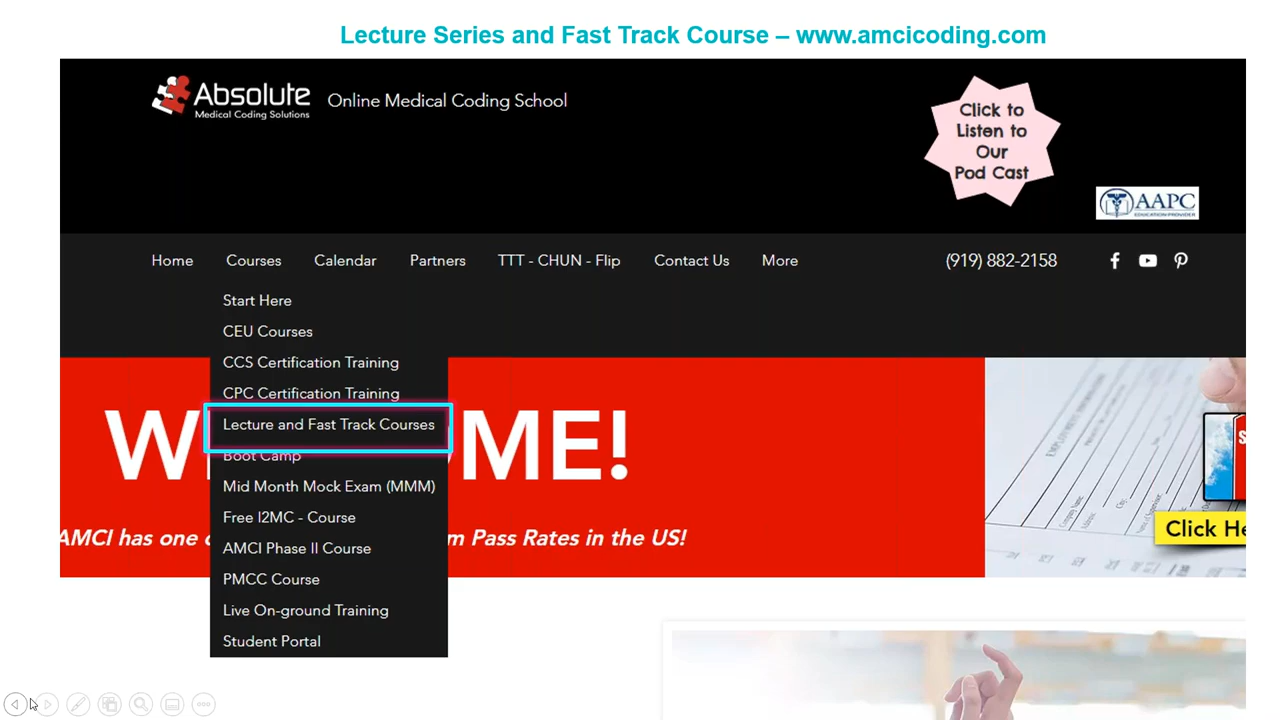 Lecture Series and Fast Track Course – www.amcicoding.com
Absolute
Medical Coding Solutions
Online Medical Coding School
Click to
Listen to
Our
Pod Cast
AAPC
EDUCATION PROVIDER
Home Courses Calendar Partners TTT - CHUN - Flip Contact Us More (919) 882-2158
Start Here
CEU Courses
CCS Certification Training
CPC Certification Training
Lecture and Fast Track Courses
Boot Camp
Mid Month Mock Exam (MMM)
Free I2MC - Course
AMCI Phase II Course
PMCC Course
Live On-ground Training
Student Portal
W OME!
AMCI has one m Pass Rates in the US!
Click He